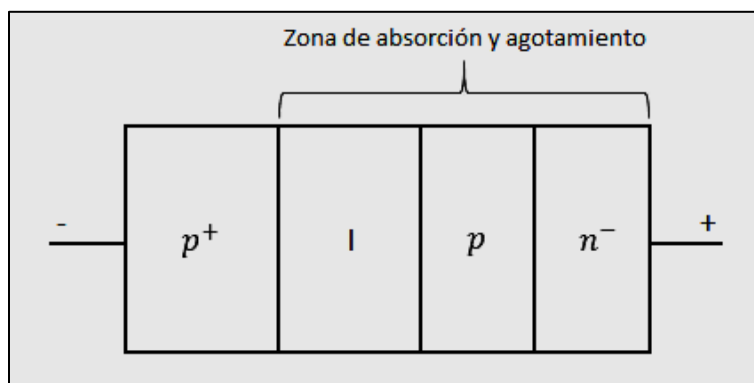 Zona de absorción y agotamiento
- p⁺ I p n⁻ +